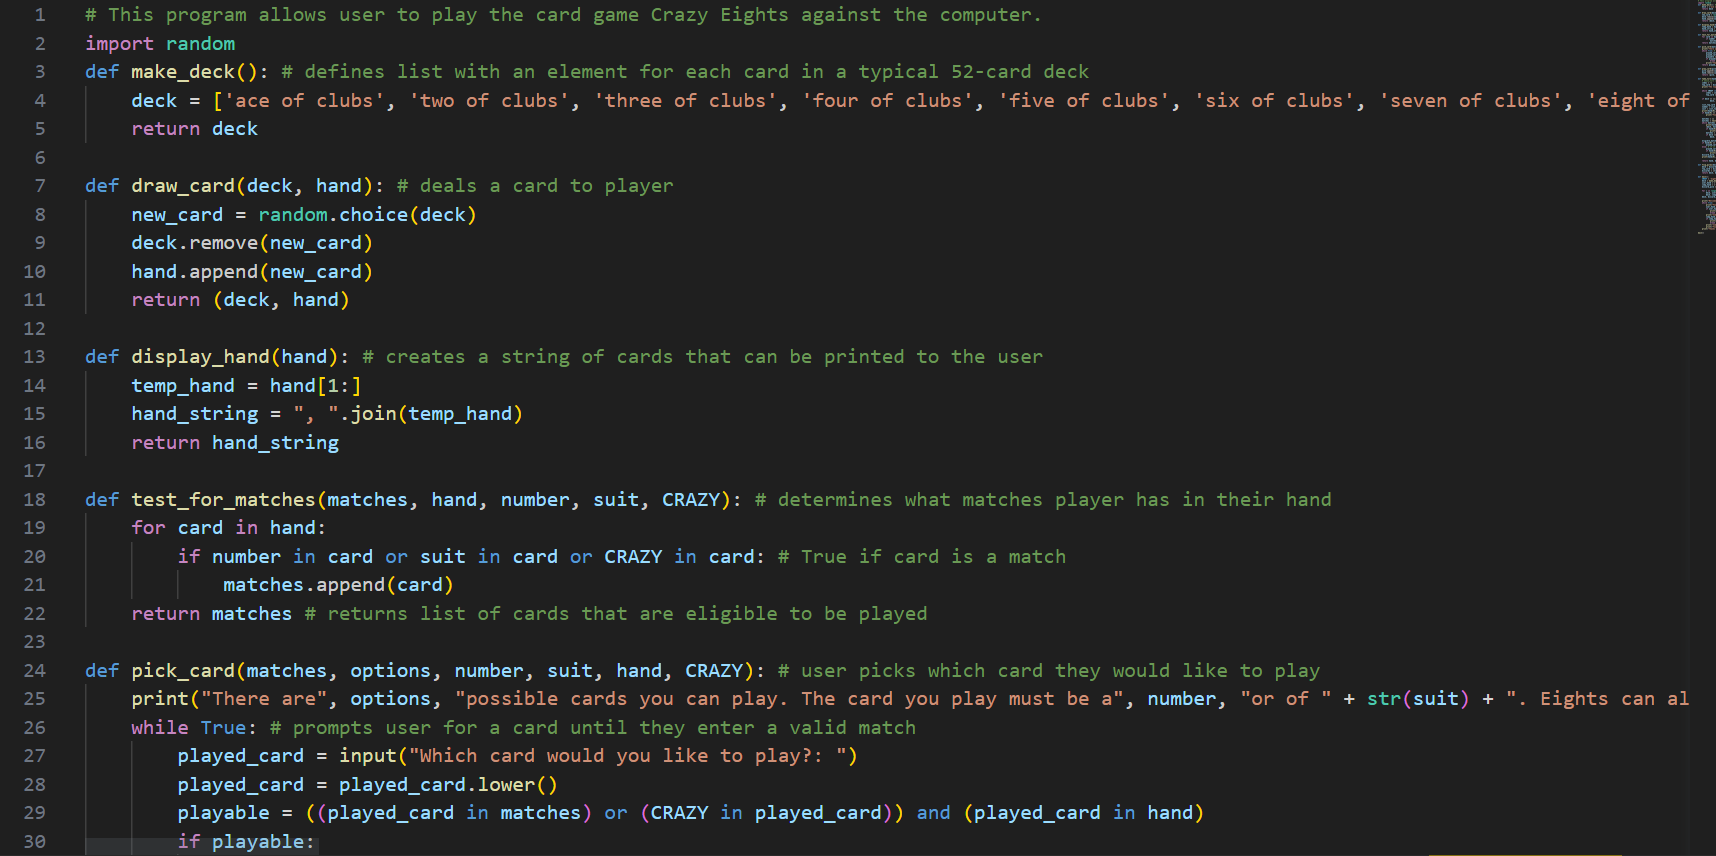 1 # This program allows user to play the card game Crazy Eights against the computer.
2 import random
3 def make_deck(): # defines list with an element for each card in a typical 52-card deck
4     deck = ['ace of clubs', 'two of clubs', 'three of clubs', 'four of clubs', 'five of clubs', 'six of clubs', 'seven of clubs', 'eight of
5     return deck
6
7 def draw_card(deck, hand): # deals a card to player
8     new_card = random.choice(deck)
9     deck.remove(new_card)
10     hand.append(new_card)
11     return (deck, hand)
12
13 def display_hand(hand): # creates a string of cards that can be printed to the user
14     temp_hand = hand[1:]
15     hand_string = ", ".join(temp_hand)
16     return hand_string
17
18 def test_for_matches(matches, hand, number, suit, CRAZY): # determines what matches player has in their hand
19     for card in hand:
20         if number in card or suit in card or CRAZY in card: # True if card is a match
21             matches.append(card)
22     return matches # returns list of cards that are eligible to be played
23
24 def pick_card(matches, options, number, suit, hand, CRAZY): # user picks which card they would like to play
25     print("There are", options, "possible cards you can play. The card you play must be a", number, "or of " + str(suit) + ". Eights can al
26     while True: # prompts user for a card until they enter a valid match
27         played_card = input("Which card would you like to play?: ")
28         played_card = played_card.lower()
29         playable = ((played_card in matches) or (CRAZY in played_card)) and (played_card in hand)
30         if playable: